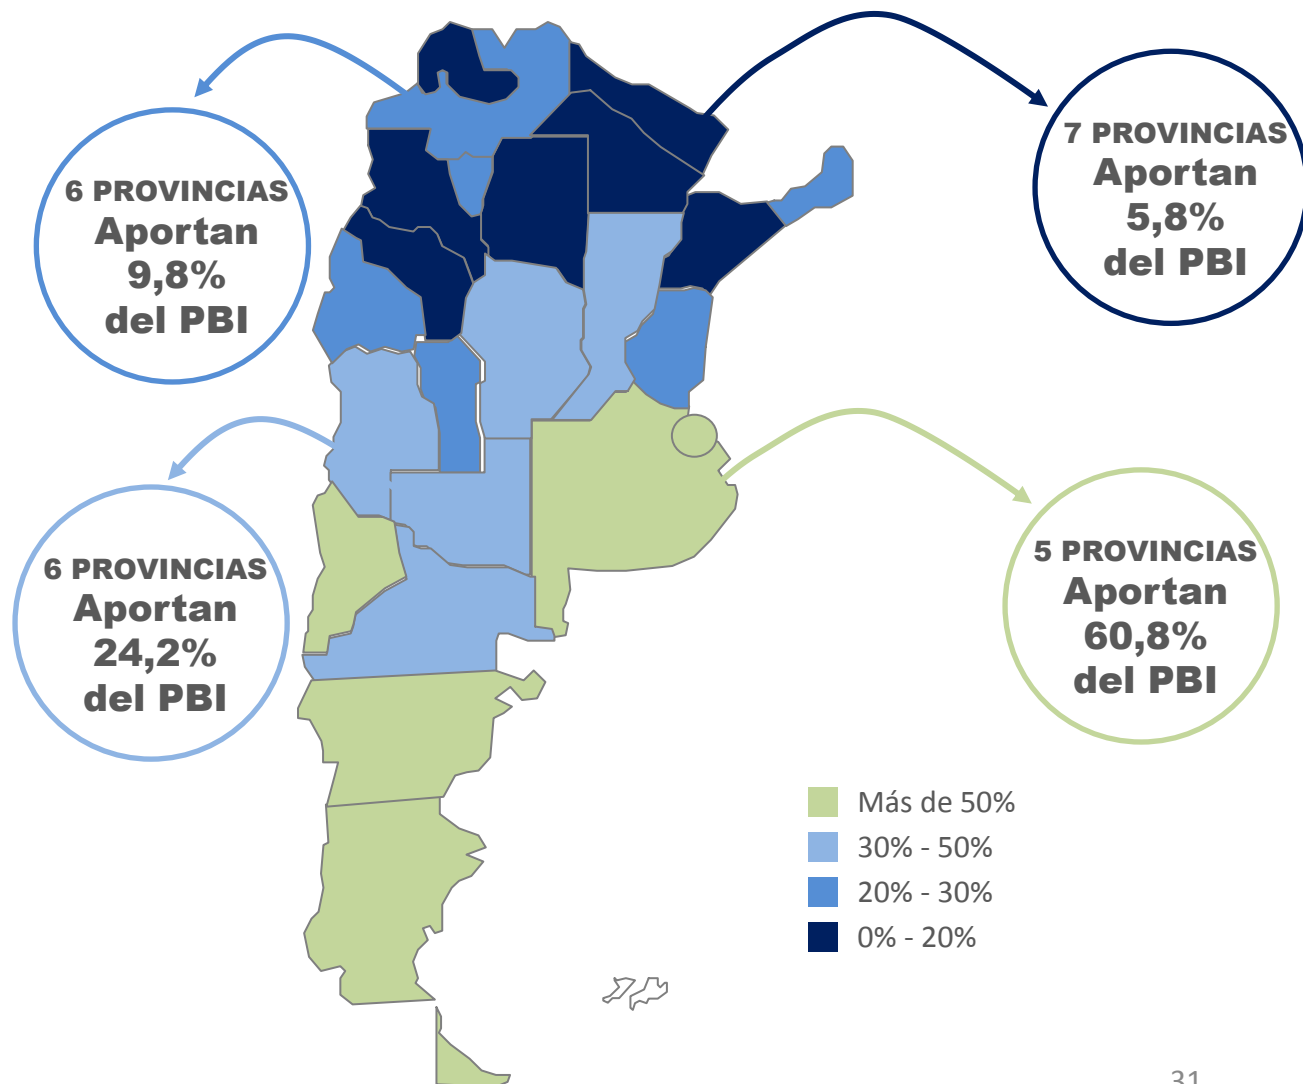 6 PROVINCIAS
Aportan
9,8%
del PBI
7 PROVINCIAS
Aportan
5,8%
del PBI
6 PROVINCIAS
Aportan
24,2%
del PBI
5 PROVINCIAS
Aportan
60,8%
del PBI
Más de 50%
30% - 50%
20% - 30%
0% - 20%
31